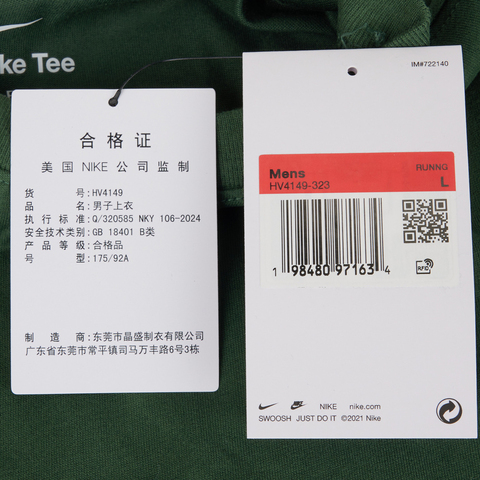 ke Tee
合格证
美国 NIKE 公司监制
货 号:HV4149
品 名:男子上衣
执行标准:Q/320585 NKY 106-2024
安全技术类别:GB 18401 B类
产品等级:合格品
号 型:175/92A
制造商:东莞市晶盛制衣有限公司
广东省东莞市常平镇司马万丰路6号3栋
IM#722140
Mens
RUNNG
HV4149-323
L
1 98480 97163 4
RFID
NIKE nike.com
SWOOSH JUST DO IT ©2021 Nike